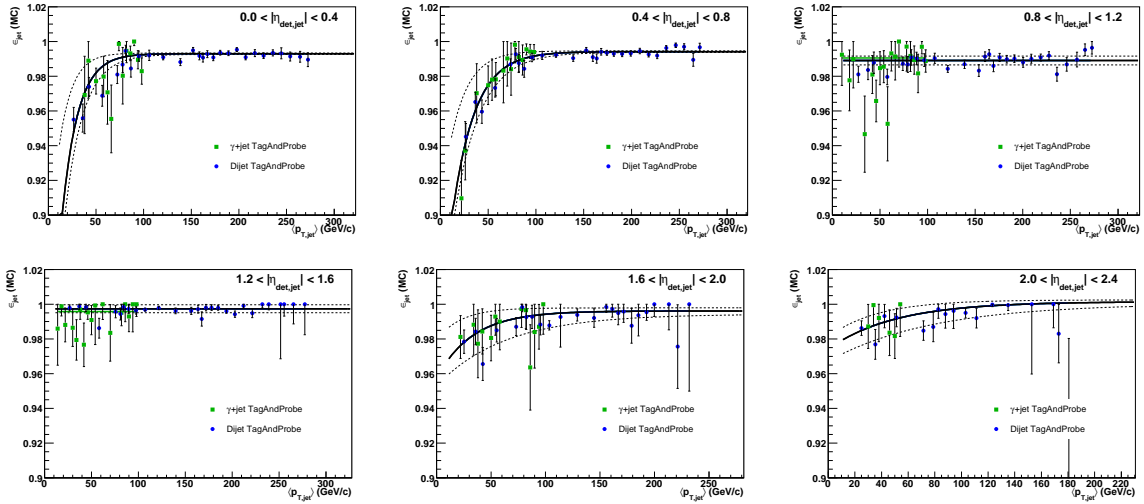 ε_jet (MC)
0.0 < |η_det,jet| < 0.4
1.02
1
0.98
0.96
0.94
0.92
0.9
γ+jet TagAndProbe
Dijet TagAndProbe
0 50 100 150 200 250 300
⟨p_T,jet⟩ (GeV/c)
ε_jet (MC)
0.4 < |η_det,jet| < 0.8
1.02
1
0.98
0.96
0.94
0.92
0.9
γ+jet TagAndProbe
Dijet TagAndProbe
0 50 100 150 200 250 300
⟨p_T,jet⟩ (GeV/c)
ε_jet (MC)
0.8 < |η_det,jet| < 1.2
1.02
1
0.98
0.96
0.94
0.92
0.9
γ+jet TagAndProbe
Dijet TagAndProbe
0 50 100 150 200 250 300
⟨p_T,jet⟩ (GeV/c)
ε_jet (MC)
1.2 < |η_det,jet| < 1.6
1.02
1
0.98
0.96
0.94
0.92
0.9
γ+jet TagAndProbe
Dijet TagAndProbe
0 50 100 150 200 250 300
⟨p_T,jet⟩ (GeV/c)
ε_jet (MC)
1.6 < |η_det,jet| < 2.0
1.02
1
0.98
0.96
0.94
0.92
0.9
γ+jet TagAndProbe
Dijet TagAndProbe
0 50 100 150 200 250
⟨p_T,jet⟩ (GeV/c)
ε_jet (MC)
2.0 < |η_det,jet| < 2.4
1.02
1
0.98
0.96
0.94
0.92
0.9
γ+jet TagAndProbe
Dijet TagAndProbe
0 20 40 60 80 100 120 140 160 180 200 220
⟨p_T,jet⟩ (GeV/c)